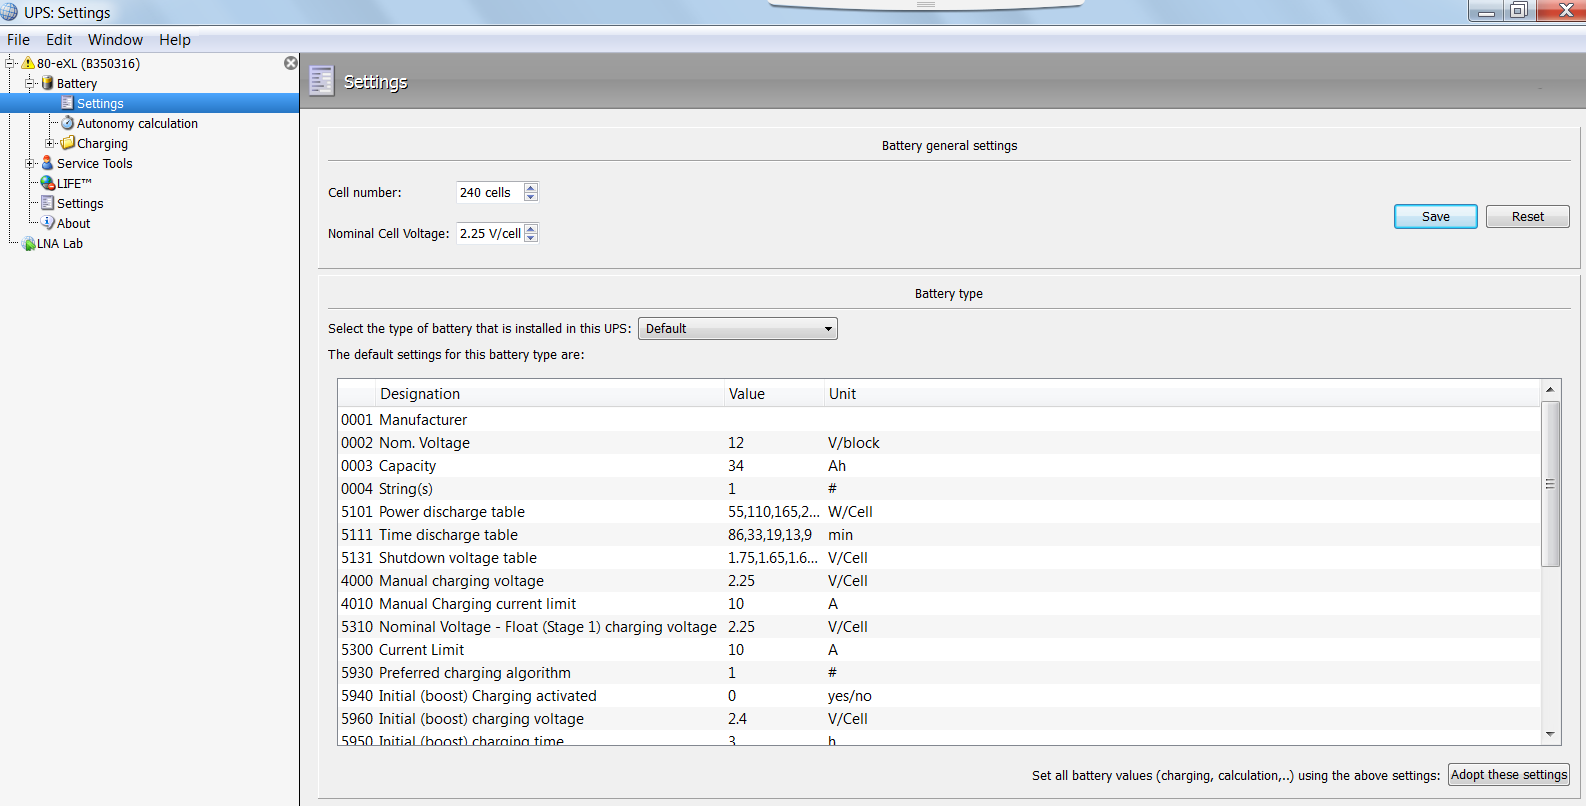 UPS: Settings
File Edit Window Help
80-eXL (B350316)
Battery
Settings
Autonomy calculation
Charging
Service Tools
LIFE™
Settings
About
LNA Lab
Settings
Battery general settings
Cell number: 240 cells
Nominal Cell Voltage: 2.25 V/cell
Save Reset
Battery type
Select the type of battery that is installed in this UPS: Default
The default settings for this battery type are:
Designation Value Unit
0001 Manufacturer
0002 Nom. Voltage 12 V/block
0003 Capacity 34 Ah
0004 String(s) 1 #
5101 Power discharge table 55,110,165,2... W/Cell
5111 Time discharge table 86,33,19,13,9 min
5131 Shutdown voltage table 1.75,1.65,1.6... V/Cell
4000 Manual charging voltage 2.25 V/Cell
4010 Manual Charging current limit 10 A
5310 Nominal Voltage - Float (Stage 1) charging voltage 2.25 V/Cell
5300 Current Limit 10 A
5930 Preferred charging algorithm 1 #
5940 Initial (boost) Charging activated 0 yes/no
5960 Initial (boost) charging voltage 2.4 V/Cell
5950 Initial (boost) charging time 3 h
Set all battery values (charging, calculation,..) using the above settings: Adopt these settings